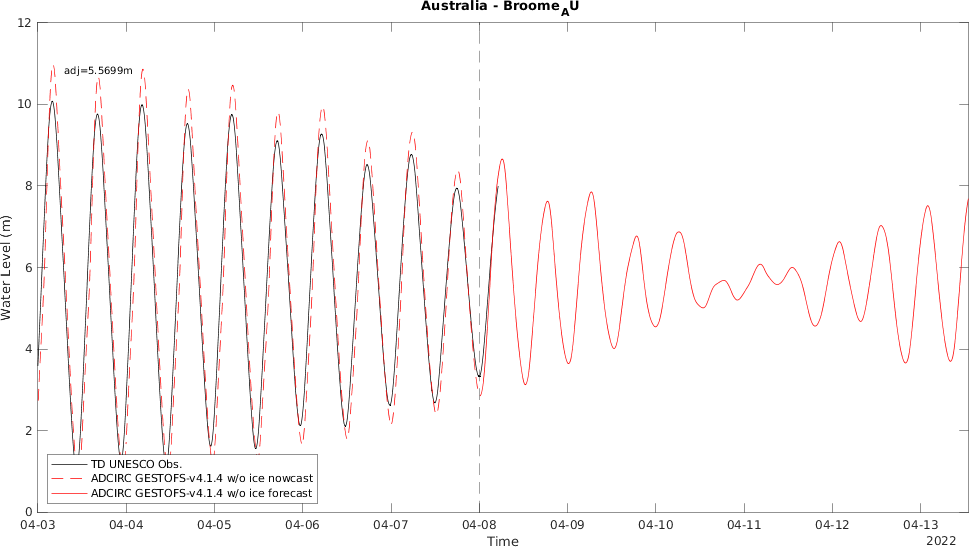 Australia - Broome_AU
12
10
8
6
4
2
0
Water Level (m)
adj=5.5699m
TD UNESCO Obs.
ADCIRC GESTOFS-v4.1.4 w/o ice nowcast
ADCIRC GESTOFS-v4.1.4 w/o ice forecast
04-03 04-04 04-05 04-06 04-07 04-08 04-09 04-10 04-11 04-12 04-13
Time
2022